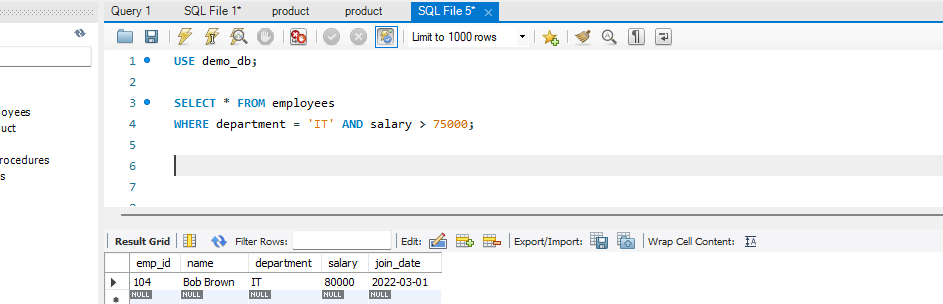 Query 1 SQL File 1* product product SQL File 5* ×
Limit to 1000 rows
1 USE demo_db;
2
3 SELECT * FROM employees
4 WHERE department = 'IT' AND salary > 75000;
5
6
7
loyees
uct
rocedures
s
Result Grid Filter Rows: Edit: Export/Import: Wrap Cell Content: IA
emp_id name department salary join_date
104 Bob Brown IT 80000 2022-03-01
NULL NULL NULL NULL NULL